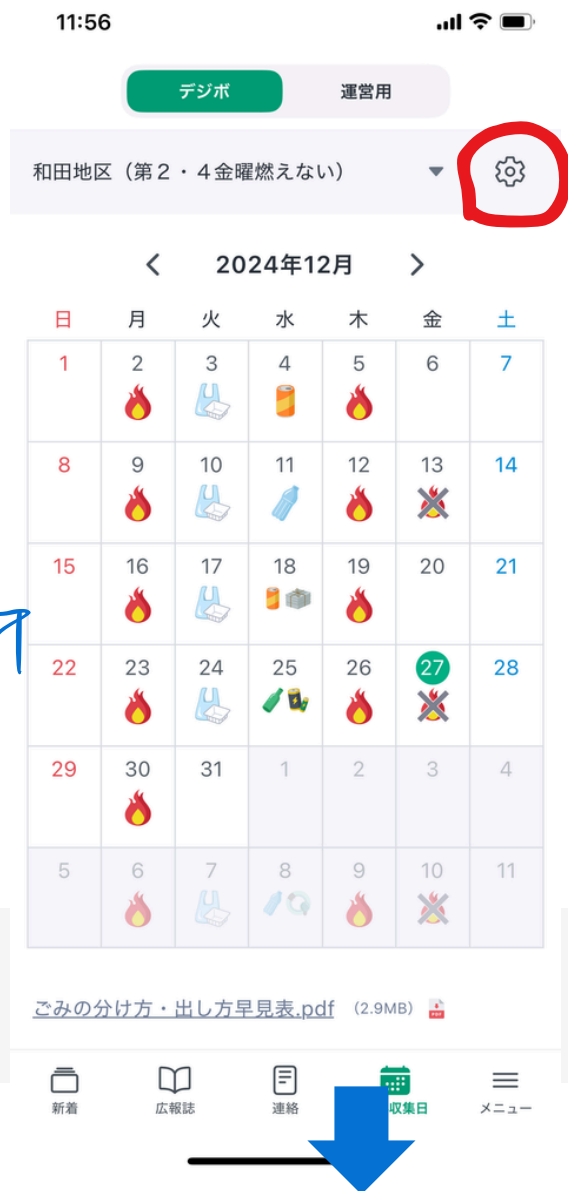 11:56
デジボ 運営用
和田地区（第２・４金曜燃えない）
2024年12月
日 月 火 水 木 金 土
1 2 3 4 5 6 7
8 9 10 11 12 13 14
15 16 17 18 19 20 21
22 23 24 25 26 27 28
29 30 31 1 2 3 4
5 6 7 8 9 10 11
ごみの分け方・出し方早見表.pdf （2.9MB） PDF
新着 広報誌 連絡 収集日 メニュー